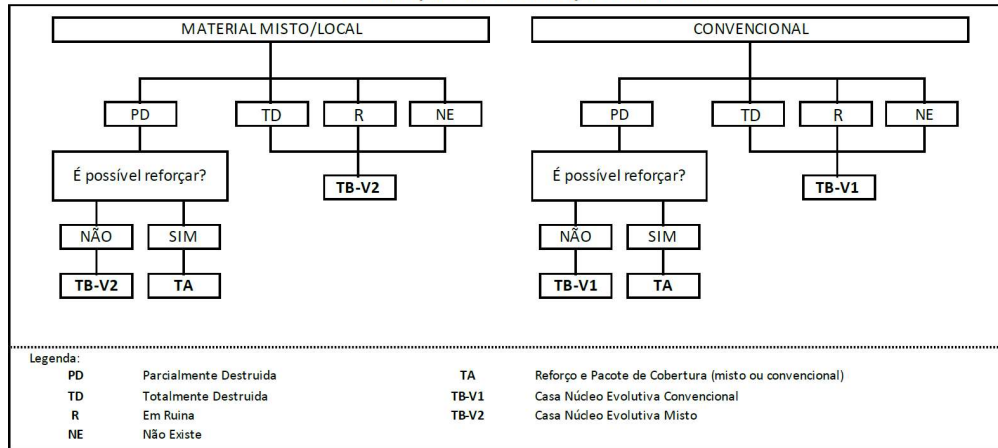 MATERIAL MISTO/LOCAL
CONVENCIONAL
PD
TD
R
NE
PD
TD
R
NE
É possível reforçar?
TB-V2
É possível reforçar?
TB-V1
NÃO
SIM
NÃO
SIM
TB-V2
TA
TB-V1
TA
Legenda:
PD Parcialmente Destruida
TA Reforço e Pacote de Cobertura (misto ou convencional)
TD Totalmente Destruida
TB-V1 Casa Núcleo Evolutiva Convencional
R Em Ruina
TB-V2 Casa Núcleo Evolutiva Misto
NE Não Existe